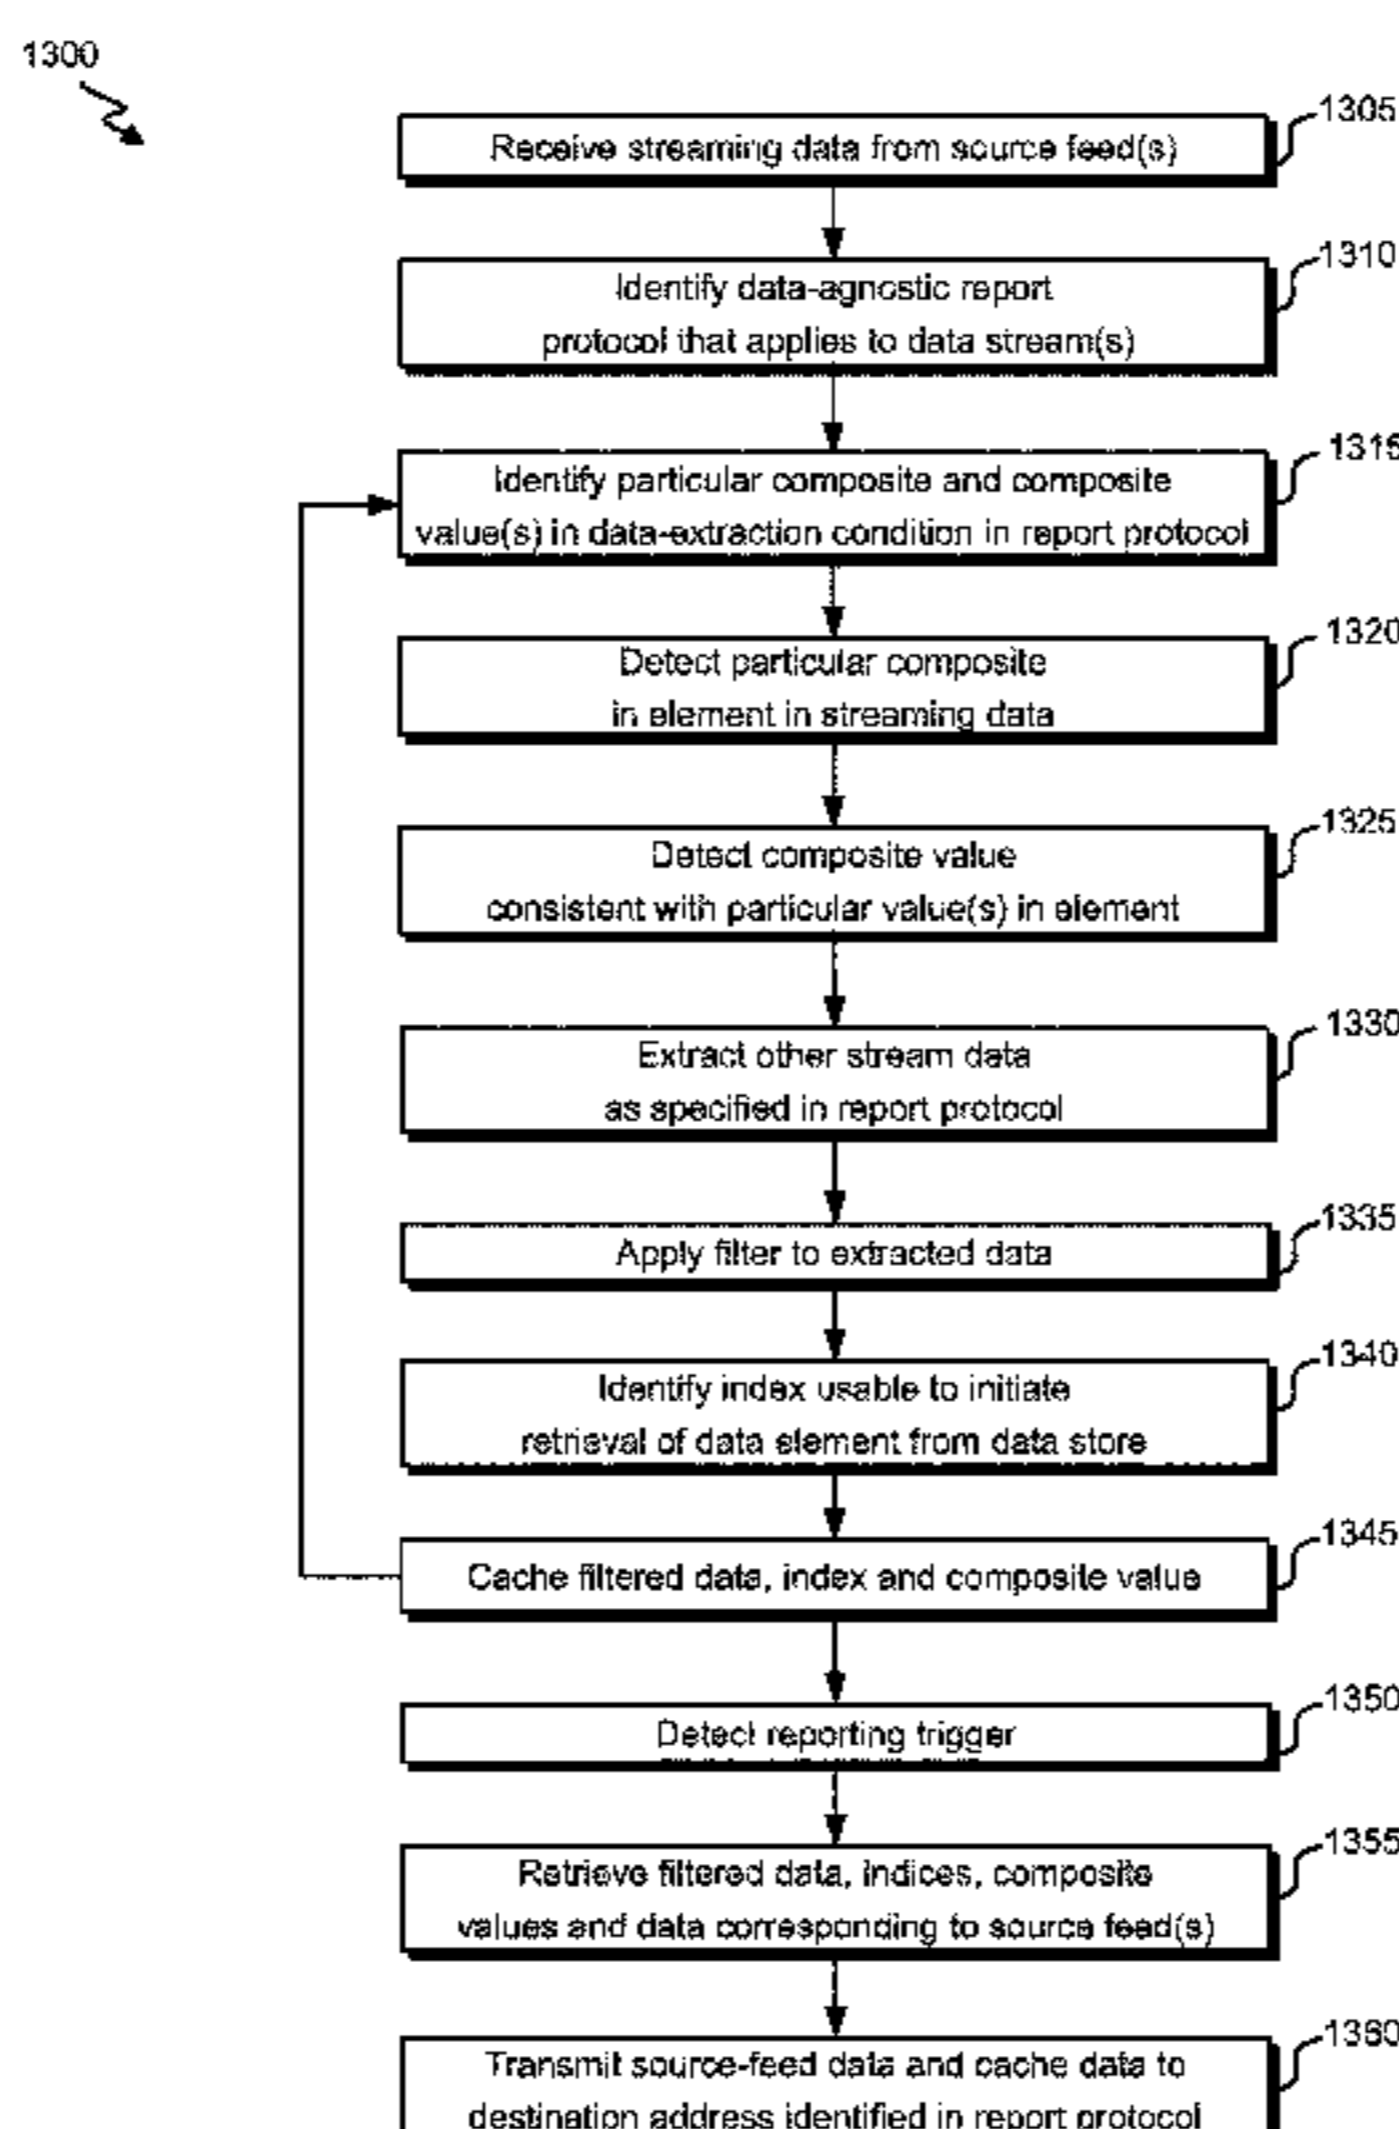 1300
1305
Receive streaming data from source feed(s)
1310
Identify data-agnostic report
protocol that applies to data stream(s)
1315
Identify particular composite and composite
value(s) in data-extraction condition in report protocol
1320
Detect particular composite
in element in streaming data
1325
Detect composite value
consistent with particular value(s) in element
1330
Extract other stream data
as specified in report protocol
1335
Apply filter to extracted data
1340
Identify index usable to initiate
retrieval of data element from data store
1345
Cache filtered data, index and composite value
1350
Detect reporting trigger
1355
Retrieve filtered data, indices, composite
values and data corresponding to source feed(s)
1360
Transmit source-feed data and cache data to
destination address identified in report protocol